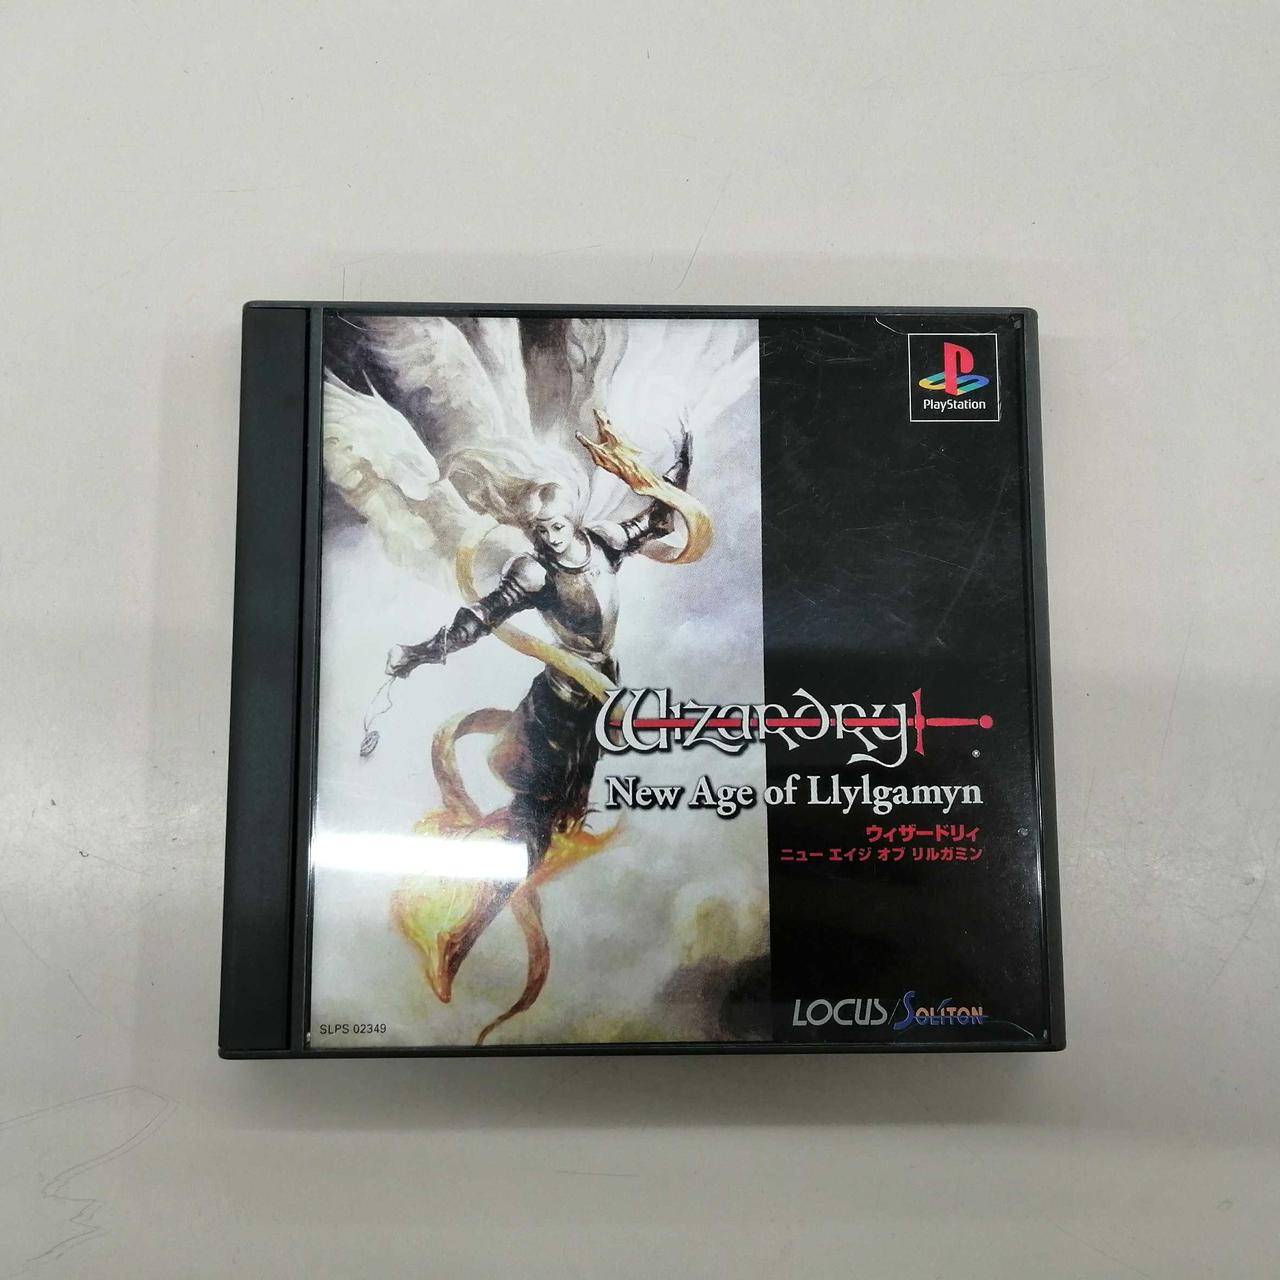 PlayStation
Wizardry
New Age of Llylgamyn
ウィザードリィ
ニュー エイジ オブ リルガミン
LOCUS/SOLITON
SLPS 02349